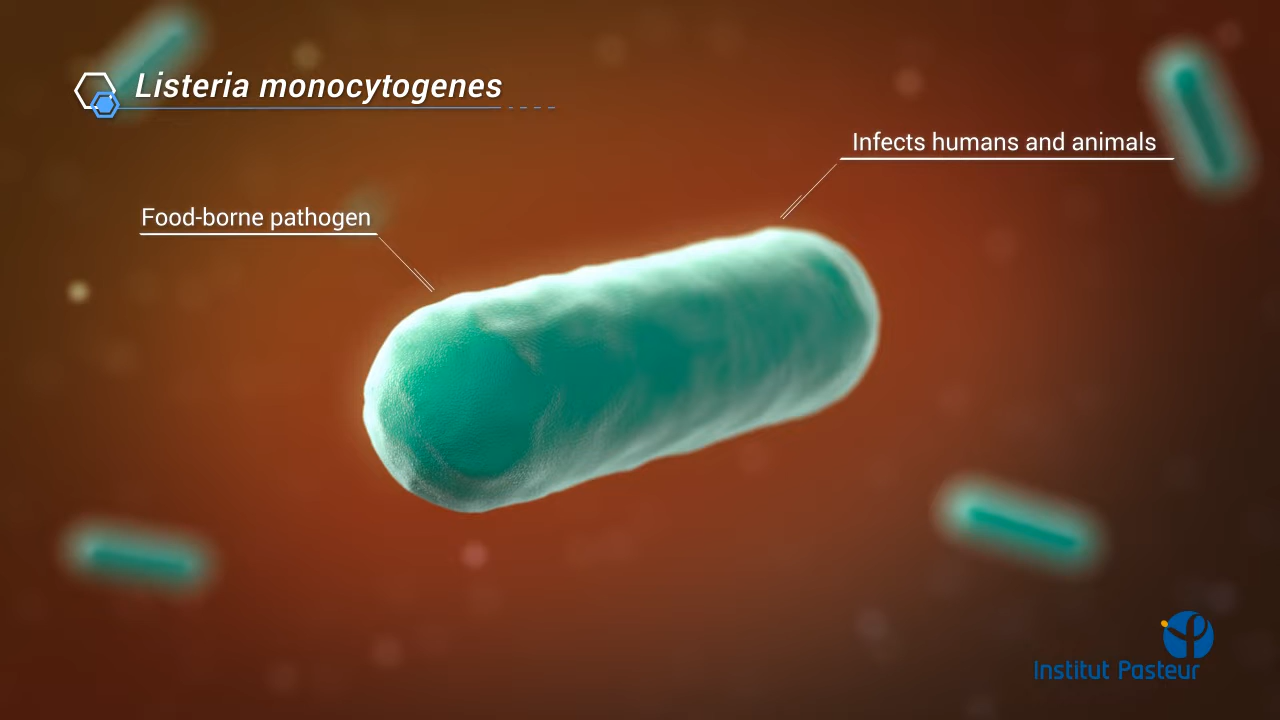 Listeria monocytogenes
Infects humans and animals
Food-borne pathogen
Institut Pasteur